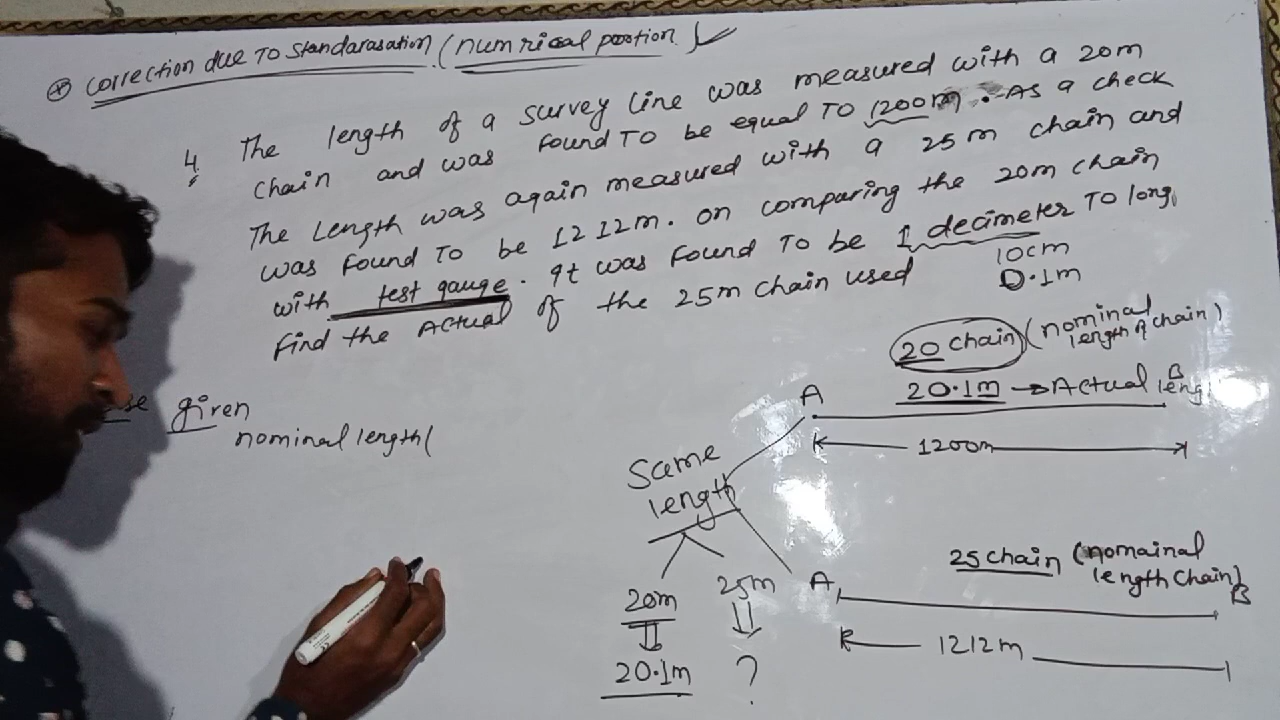 ⊛ correction due To standarasation (numrical portion)
4. The length of a survey line was measured with a 20m
chain and was found To be equal To 1200m. As a check
The Length was again measured with a 25m chain and
was found To be 1212m. on comparing the 20m chain
with test gauge. It was found To be 1 decimeter To long,
find the Actual of the 25m chain used
10cm
0.1m
20 chain (nominal length of chain)
20.1m → Actual leng
A B
1200m
Same
length
20m 25m
20.1m ?
25 chain (nomainal
length chain)
A, B
1212m
se given
nominal length(